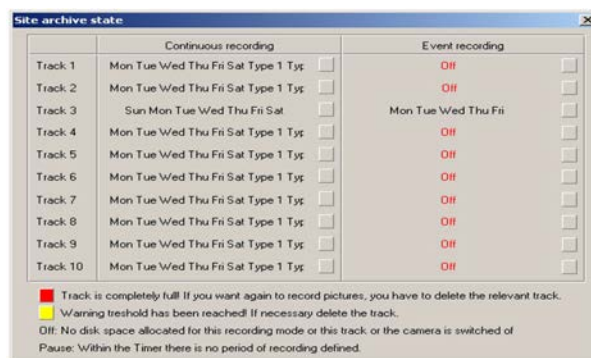 Site archive state
Continuous recording Event recording
Track 1 Mon Tue Wed Thu Fri Sat Type 1 Typ Off
Track 2 Mon Tue Wed Thu Fri Sat Type 1 Typ Off
Track 3 Sun Mon Tue Wed Thu Fri Sat Mon Tue Wed Thu Fri
Track 4 Mon Tue Wed Thu Fri Sat Type 1 Typ Off
Track 5 Mon Tue Wed Thu Fri Sat Type 1 Typ Off
Track 6 Mon Tue Wed Thu Fri Sat Type 1 Typ Off
Track 7 Mon Tue Wed Thu Fri Sat Type 1 Typ Off
Track 8 Mon Tue Wed Thu Fri Sat Type 1 Typ Off
Track 9 Mon Tue Wed Thu Fri Sat Type 1 Typ Off
Track 10 Mon Tue Wed Thu Fri Sat Type 1 Typ Off
Track is completely full! If you want again to record pictures, you have to delete the relevant track.
Warning treshold has been reached! If necessary delete the track.
Off: No disk space allocated for this recording mode or this track or the camera is switched of
Pause: Within the Timer there is no period of recording defined.